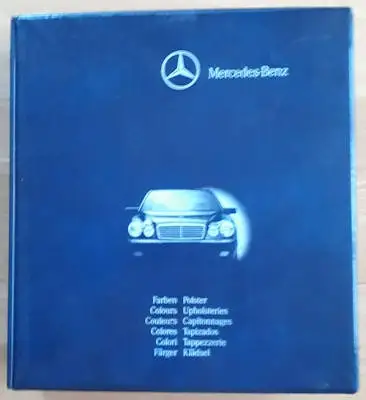 Mercedes-Benz
Farben Polster
Colours Upholsteries
Couleurs Capitonnages
Colores Tapizados
Colori Tappezzerie
Färger Klädsel